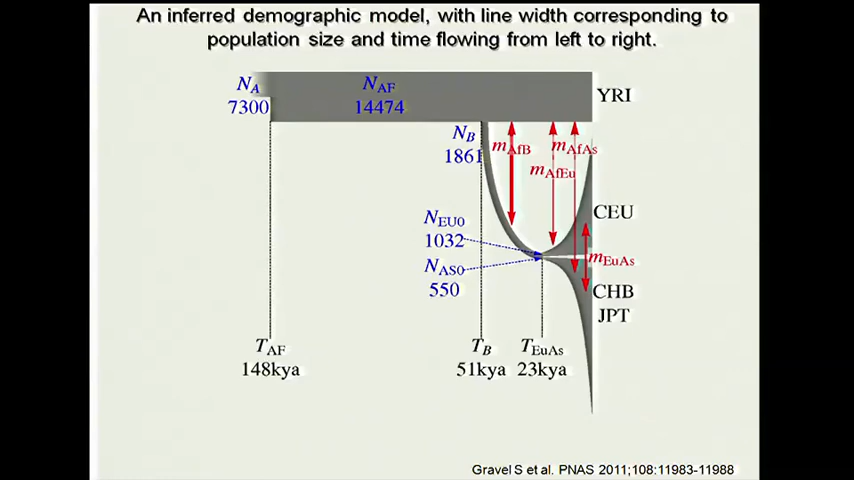 An inferred demographic model, with line width corresponding to
population size and time flowing from left to right.
N_A
7300
N_AF
14474
YRI
N_B
1861
m_AfB
m_AfAs
m_AfEu
N_EU0
1032
CEU
N_AS0
550
m_EuAs
CHB
JPT
T_AF
148kya
T_B
51kya
T_EuAs
23kya
Gravel S et al. PNAS 2011;108:11983-11988